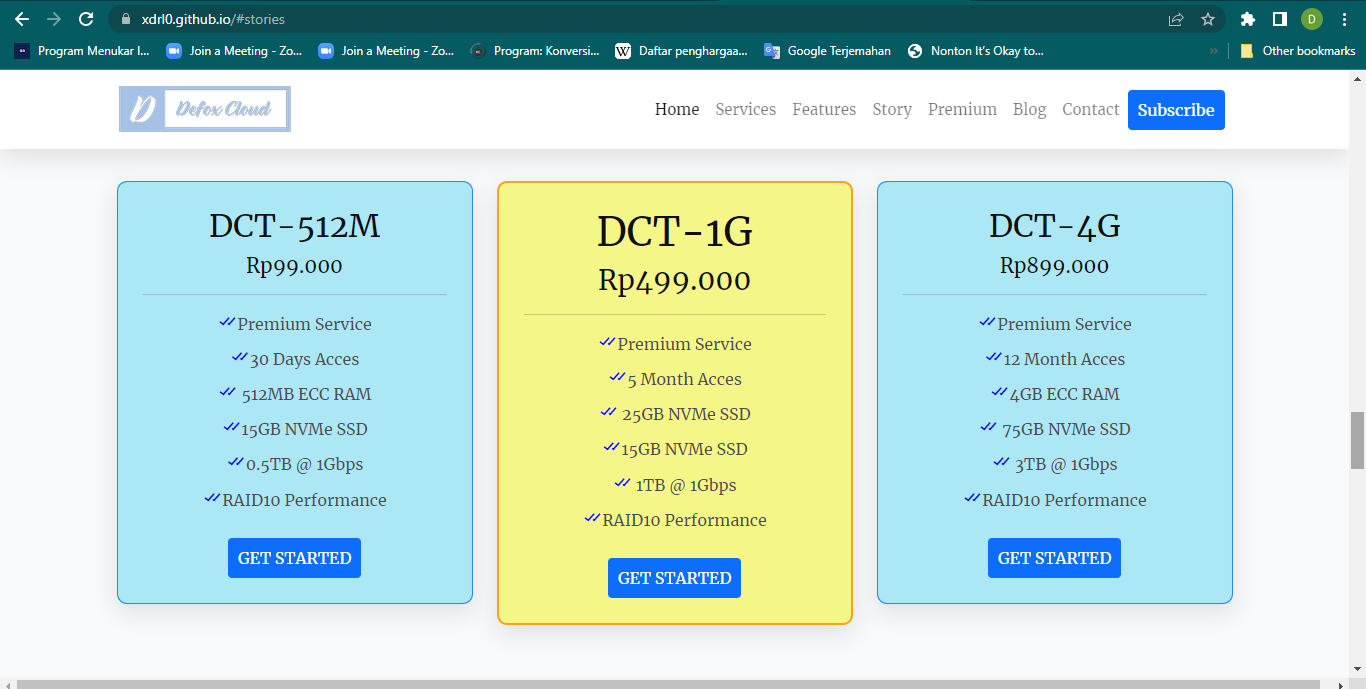 xdrl0.github.io/#stories
D
Program Menukar I...
Join a Meeting - Zo...
Join a Meeting - Zo...
Program: Konversi...
W
Daftar penghargaa...
Google Terjemahan
Nonton It's Okay to...
»
Other bookmarks
D Defox Cloud
Home Services Features Story Premium Blog Contact Subscribe
DCT-512M
Rp99.000
Premium Service
30 Days Acces
512MB ECC RAM
15GB NVMe SSD
0.5TB @ 1Gbps
RAID10 Performance
GET STARTED
DCT-1G
Rp499.000
Premium Service
5 Month Acces
25GB NVMe SSD
15GB NVMe SSD
1TB @ 1Gbps
RAID10 Performance
GET STARTED
DCT-4G
Rp899.000
Premium Service
12 Month Acces
4GB ECC RAM
75GB NVMe SSD
3TB @ 1Gbps
RAID10 Performance
GET STARTED